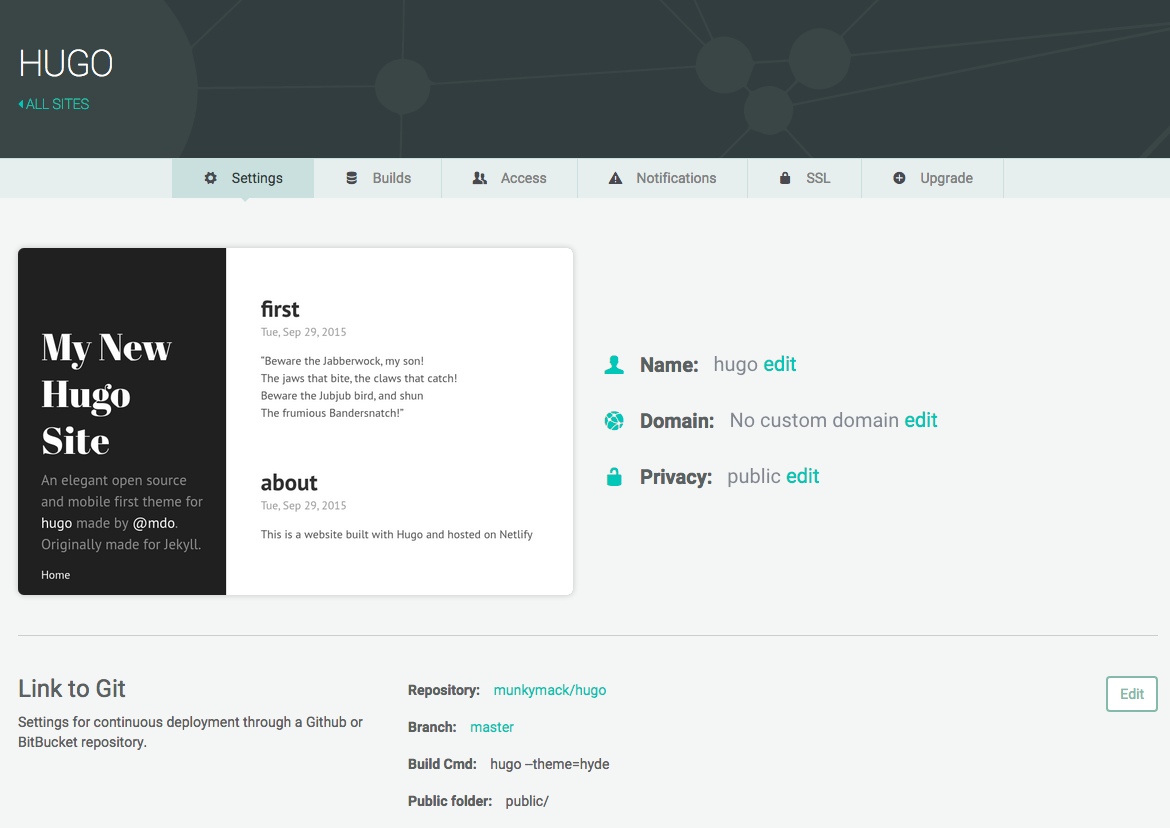 HUGO
ALL SITES
Settings
Builds
Access
Notifications
SSL
Upgrade
My New
Hugo
Site
An elegant open source
and mobile first theme for
hugo made by @mdo.
Originally made for Jekyll.
Home
first
Tue, Sep 29, 2015
“Beware the Jabberwock, my son!
The jaws that bite, the claws that catch!
Beware the Jubjub bird, and shun
The frumious Bandersnatch!”
about
Tue, Sep 29, 2015
This is a website built with Hugo and hosted on Netlify
Name: hugo edit
Domain: No custom domain edit
Privacy: public edit
Link to Git
Settings for continuous deployment through a Github or
BitBucket repository.
Repository: munkymack/hugo
Branch: master
Build Cmd: hugo –theme=hyde
Public folder: public/
Edit